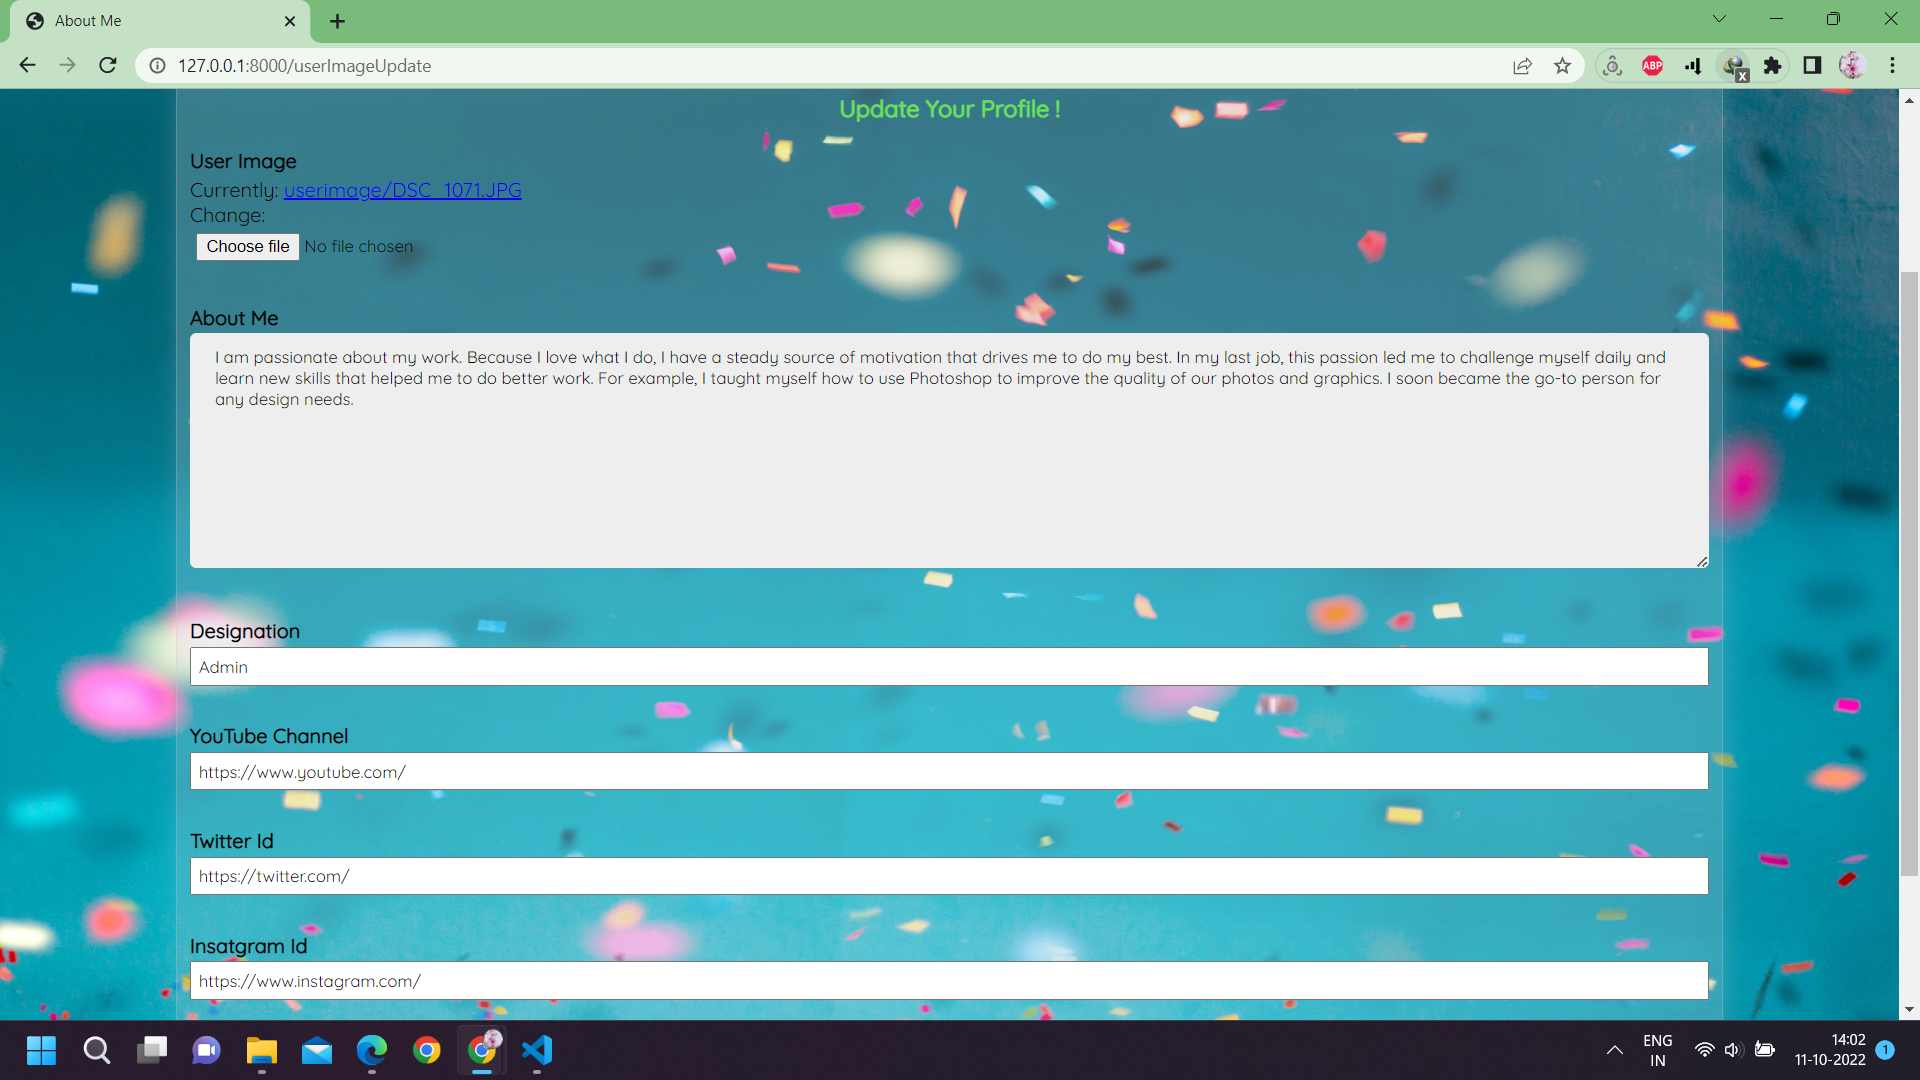 About Me
127.0.0.1:8000/userImageUpdate
ABP
X
Update Your Profile !
User Image
Currently: userimage/DSC_1071.JPG
Change:
Choose file No file chosen
About Me
I am passionate about my work. Because I love what I do, I have a steady source of motivation that drives me to do my best. In my last job, this passion led me to challenge myself daily and
learn new skills that helped me to do better work. For example, I taught myself how to use Photoshop to improve the quality of our photos and graphics. I soon became the go-to person for
any design needs.
Designation
Admin
YouTube Channel
https://www.youtube.com/
Twitter Id
https://twitter.com/
Insatgram Id
https://www.instagram.com/
ENG
IN
14:02
11-10-2022
1